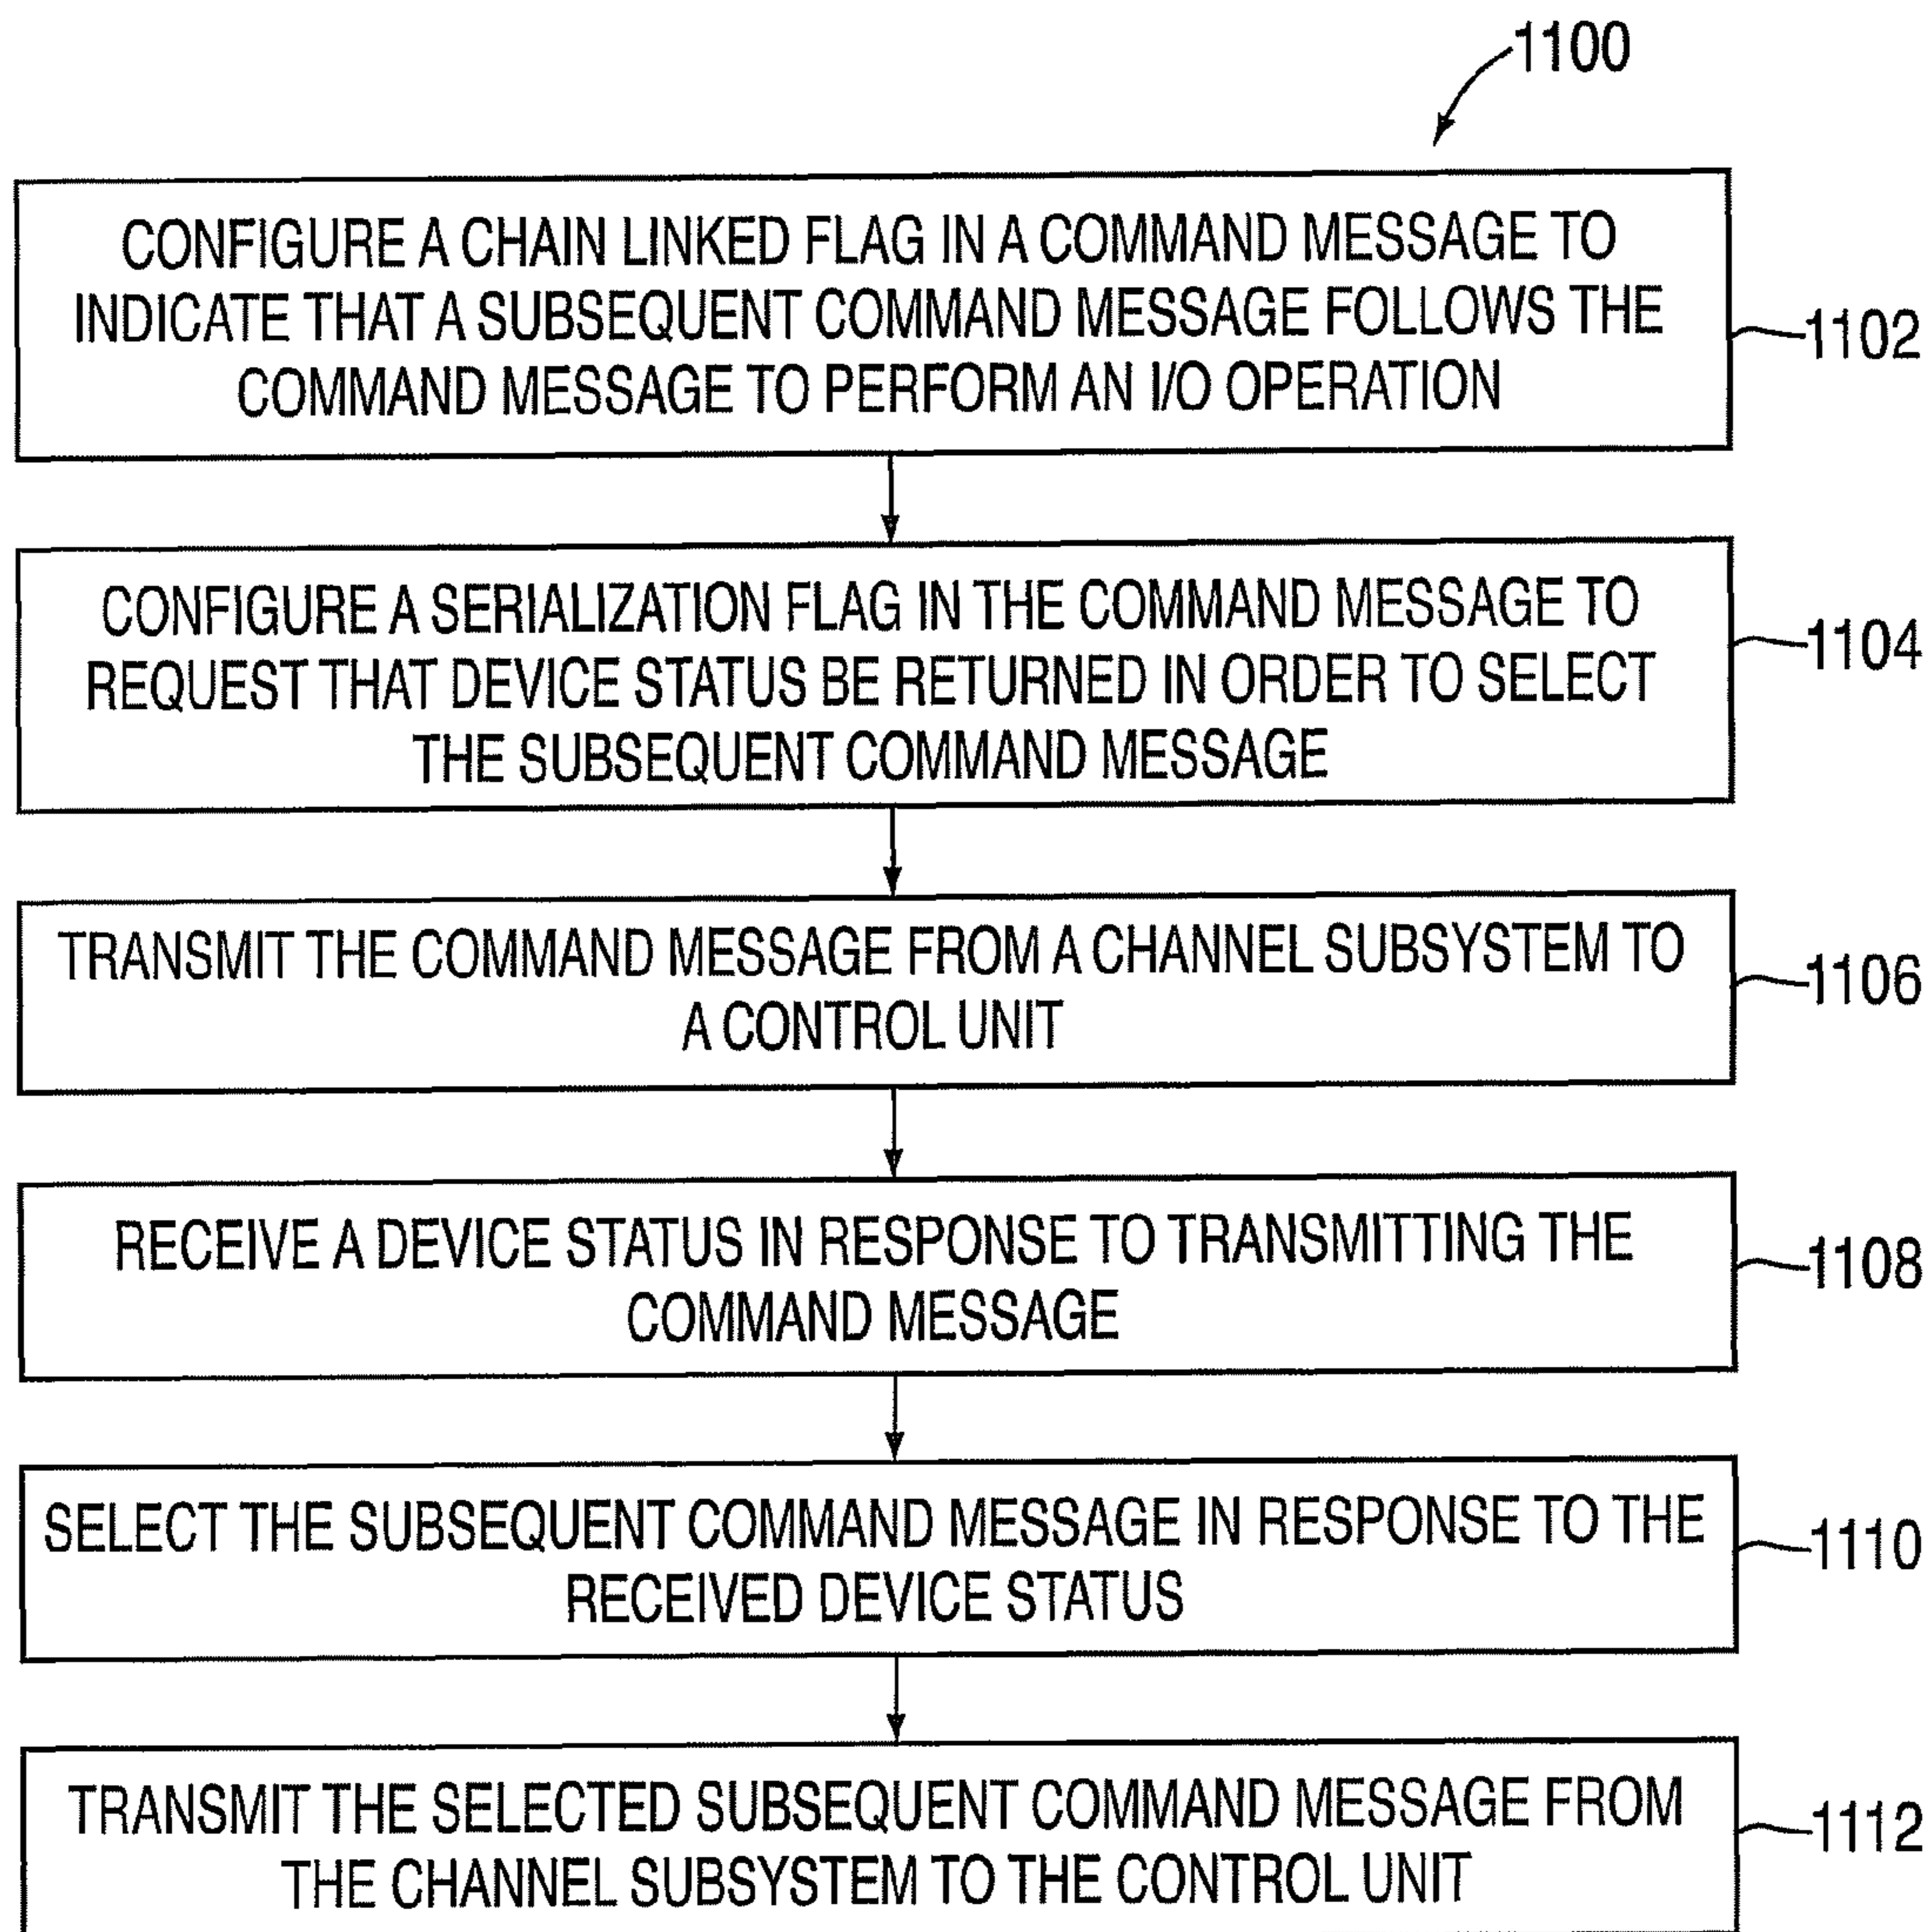 1100
CONFIGURE A CHAIN LINKED FLAG IN A COMMAND MESSAGE TO
INDICATE THAT A SUBSEQUENT COMMAND MESSAGE FOLLOWS THE
COMMAND MESSAGE TO PERFORM AN I/O OPERATION
1102
CONFIGURE A SERIALIZATION FLAG IN THE COMMAND MESSAGE TO
REQUEST THAT DEVICE STATUS BE RETURNED IN ORDER TO SELECT
THE SUBSEQUENT COMMAND MESSAGE
1104
TRANSMIT THE COMMAND MESSAGE FROM A CHANNEL SUBSYSTEM TO
A CONTROL UNIT
1106
RECEIVE A DEVICE STATUS IN RESPONSE TO TRANSMITTING THE
COMMAND MESSAGE
1108
SELECT THE SUBSEQUENT COMMAND MESSAGE IN RESPONSE TO THE
RECEIVED DEVICE STATUS
1110
TRANSMIT THE SELECTED SUBSEQUENT COMMAND MESSAGE FROM
THE CHANNEL SUBSYSTEM TO THE CONTROL UNIT
1112